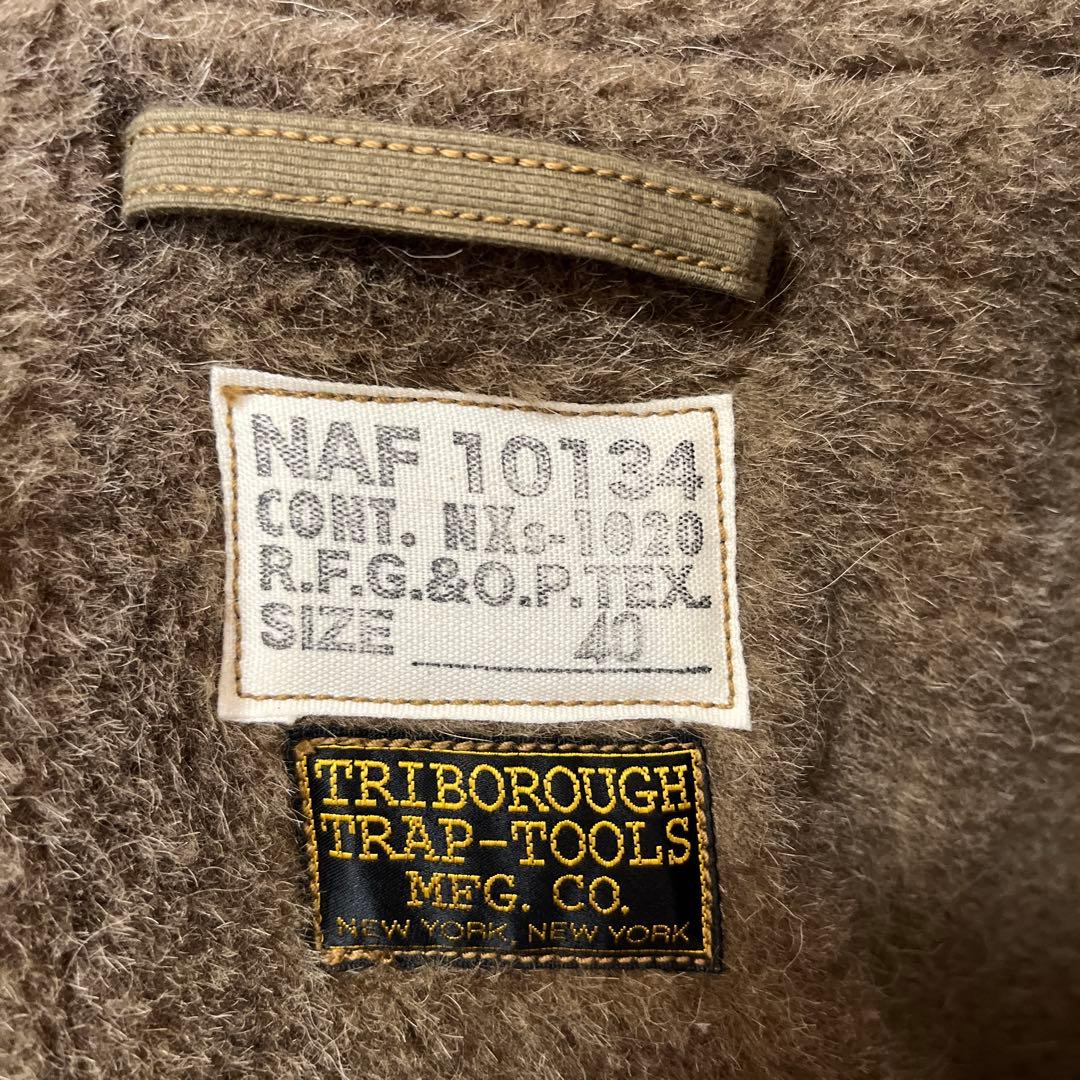 NAF 10134
CONT. NXs-1020
R.F.G.&O.P.TEX.
SIZE 40
TRIBOROUGH
TRAP-TOOLS
MFG. CO.
NEW YORK, NEW YORK